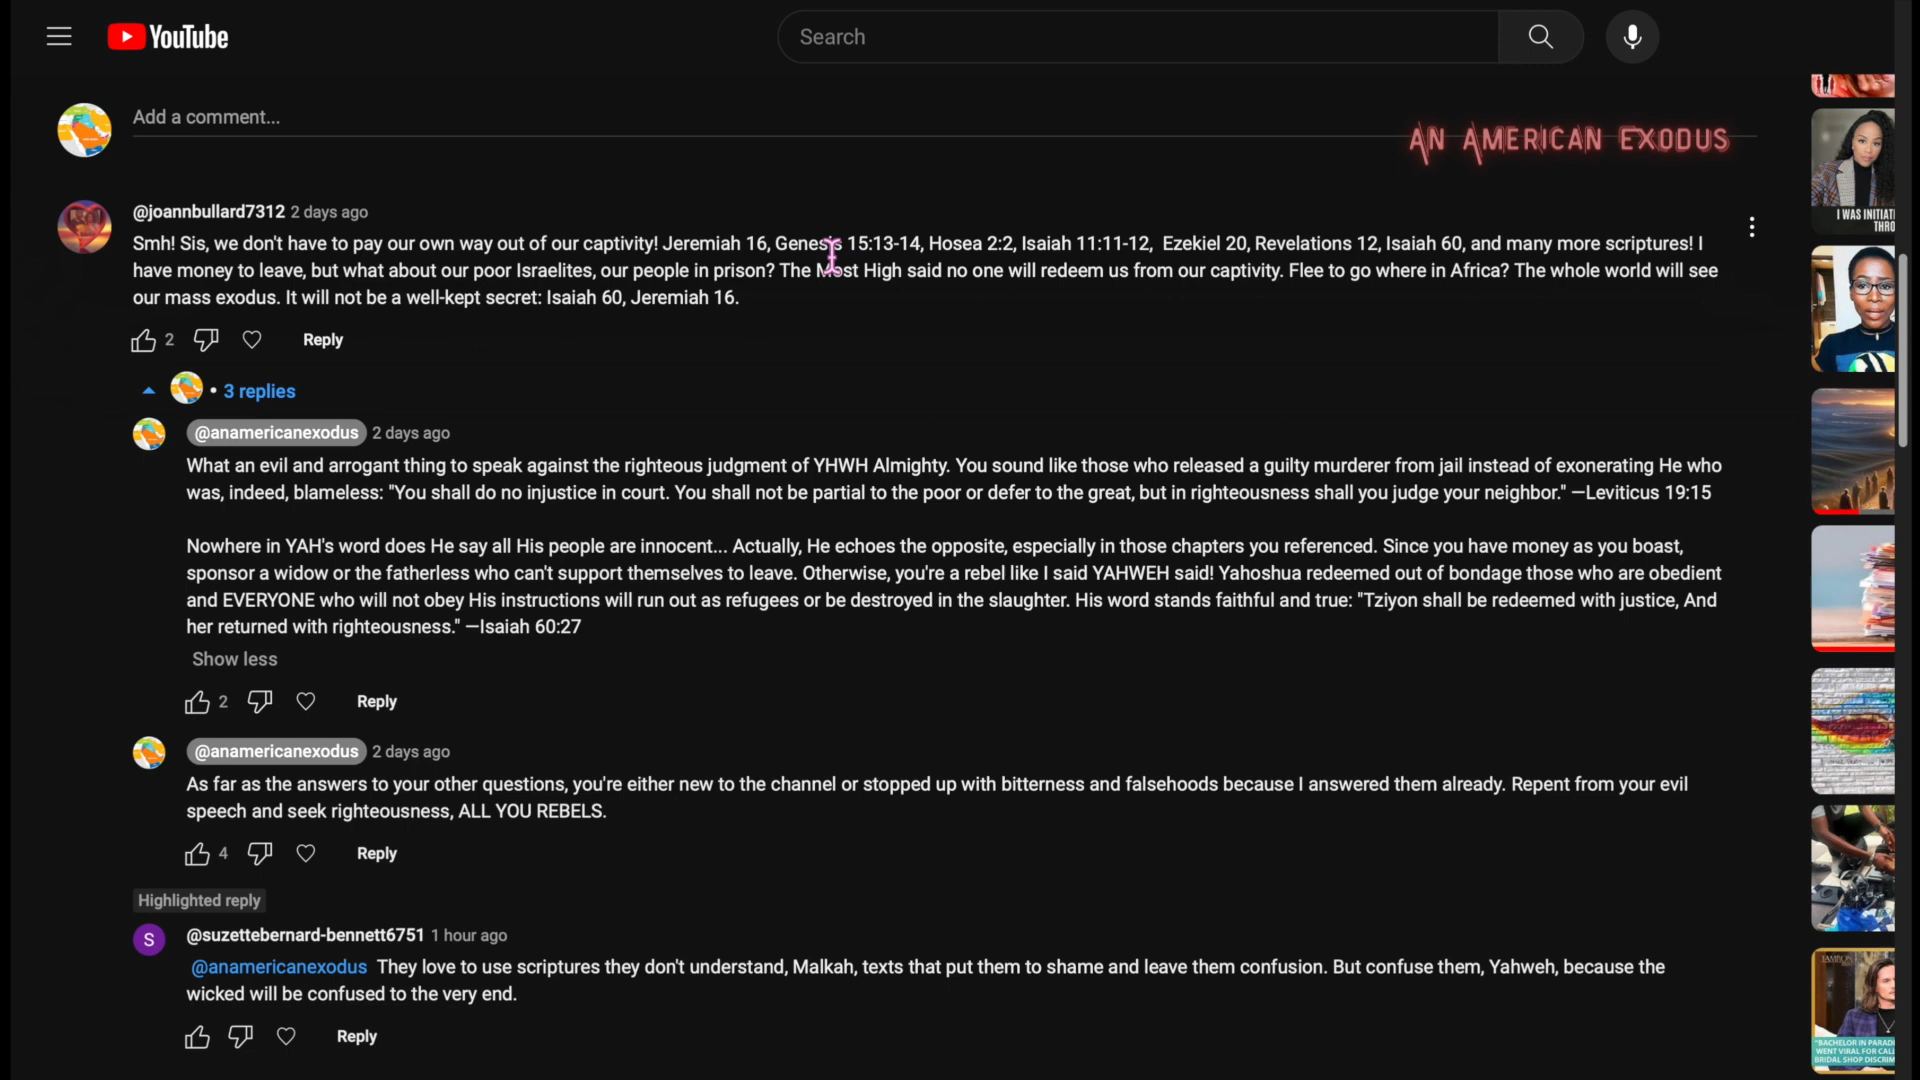 YouTube
Search
Add a comment...
AN AMERICAN EXODUS
@joannbullard7312 2 days ago
Smh! Sis, we don't have to pay our own way out of our captivity! Jeremiah 16, Genesis 15:13-14, Hosea 2:2, Isaiah 11:11-12, Ezekiel 20, Revelations 12, Isaiah 60, and many more scriptures! I
have money to leave, but what about our poor Israelites, our people in prison? The Most High said no one will redeem us from our captivity. Flee to go where in Africa? The whole world will see
our mass exodus. It will not be a well-kept secret: Isaiah 60, Jeremiah 16.
2 Reply
• 3 replies
@anamericanexodus 2 days ago
What an evil and arrogant thing to speak against the righteous judgment of YHWH Almighty. You sound like those who released a guilty murderer from jail instead of exonerating He who
was, indeed, blameless: "You shall do no injustice in court. You shall not be partial to the poor or defer to the great, but in righteousness shall you judge your neighbor." —Leviticus 19:15
Nowhere in YAH's word does He say all His people are innocent... Actually, He echoes the opposite, especially in those chapters you referenced. Since you have money as you boast,
sponsor a widow or the fatherless who can't support themselves to leave. Otherwise, you're a rebel like I said YAHWEH said! Yahoshua redeemed out of bondage those who are obedient
and EVERYONE who will not obey His instructions will run out as refugees or be destroyed in the slaughter. His word stands faithful and true: "Tziyon shall be redeemed with justice, And
her returned with righteousness." —Isaiah 60:27
Show less
2 Reply
@anamericanexodus 2 days ago
As far as the answers to your other questions, you're either new to the channel or stopped up with bitterness and falsehoods because I answered them already. Repent from your evil
speech and seek righteousness, ALL YOU REBELS.
4 Reply
Highlighted reply
S
@suzettebernard-bennett6751 1 hour ago
@anamericanexodus They love to use scriptures they don't understand, Malkah, texts that put them to shame and leave them confusion. But confuse them, Yahweh, because the
wicked will be confused to the very end.
Reply
I WAS INITIAT
THRO
"BACHELOR IN PARADI
WENT VIRAL FOR CALL
BRIDAL SHOP DISCRIM